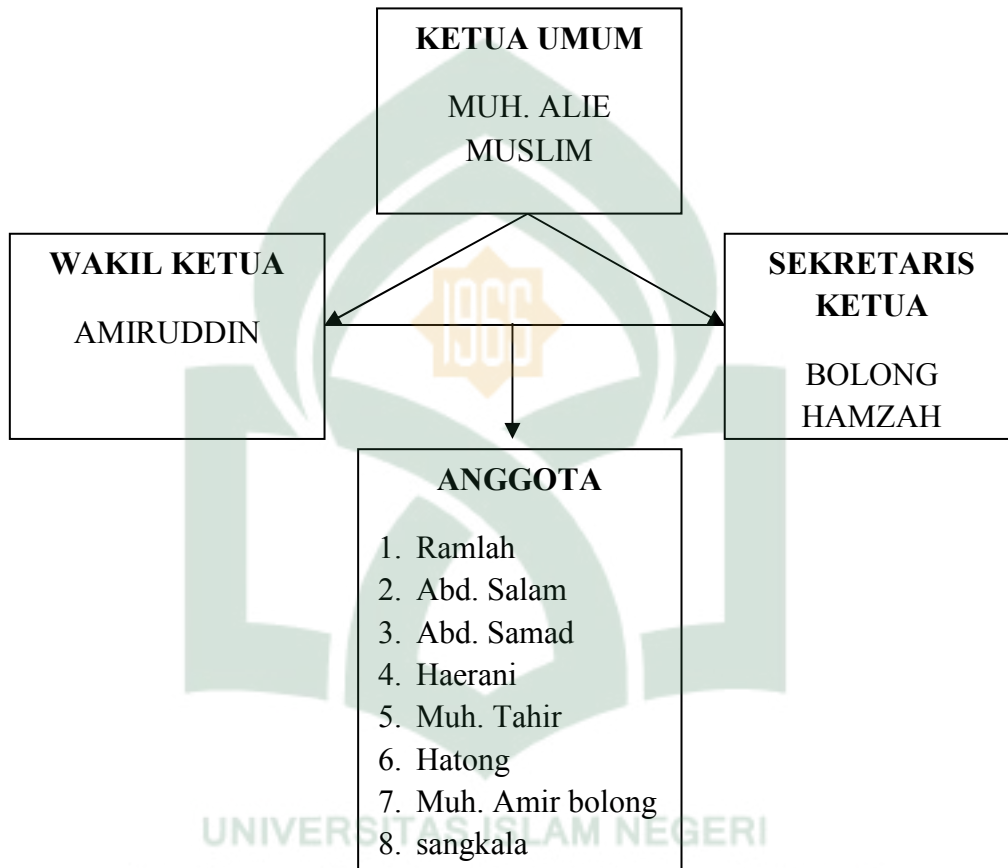 KETUA UMUM
MUH. ALIE
MUSLIM
WAKIL KETUA
AMIRUDDIN
SEKRETARIS
KETUA
BOLONG
HAMZAH
1966
ANGGOTA
1. Ramlah
2. Abd. Salam
3. Abd. Samad
4. Haerani
5. Muh. Tahir
6. Hatong
7. Muh. Amir bolong
8. sangkala
UNIVERSITAS ISLAM NEGERI